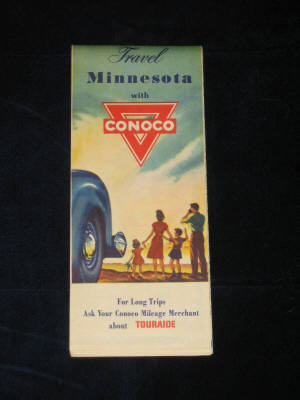 Travel
Minnesota
with
CONOCO
For Long Trips
Ask Your Conoco Mileage Merchant
about TOURAIDE